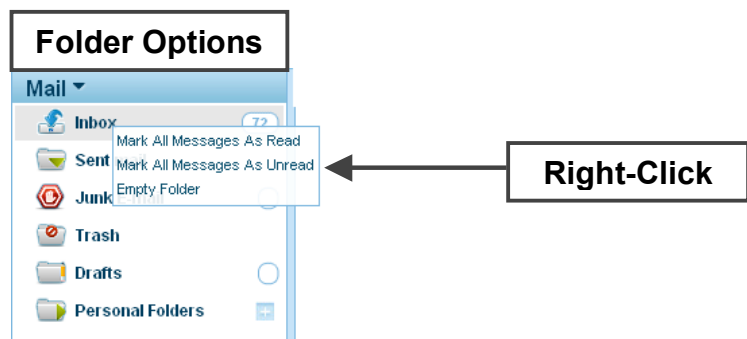 Folder Options
Mail
Inbox 72
Mark All Messages As Read
Sent
Mark All Messages As Unread
Right-Click
Junk E-mail
Empty Folder
Trash
Drafts
Personal Folders